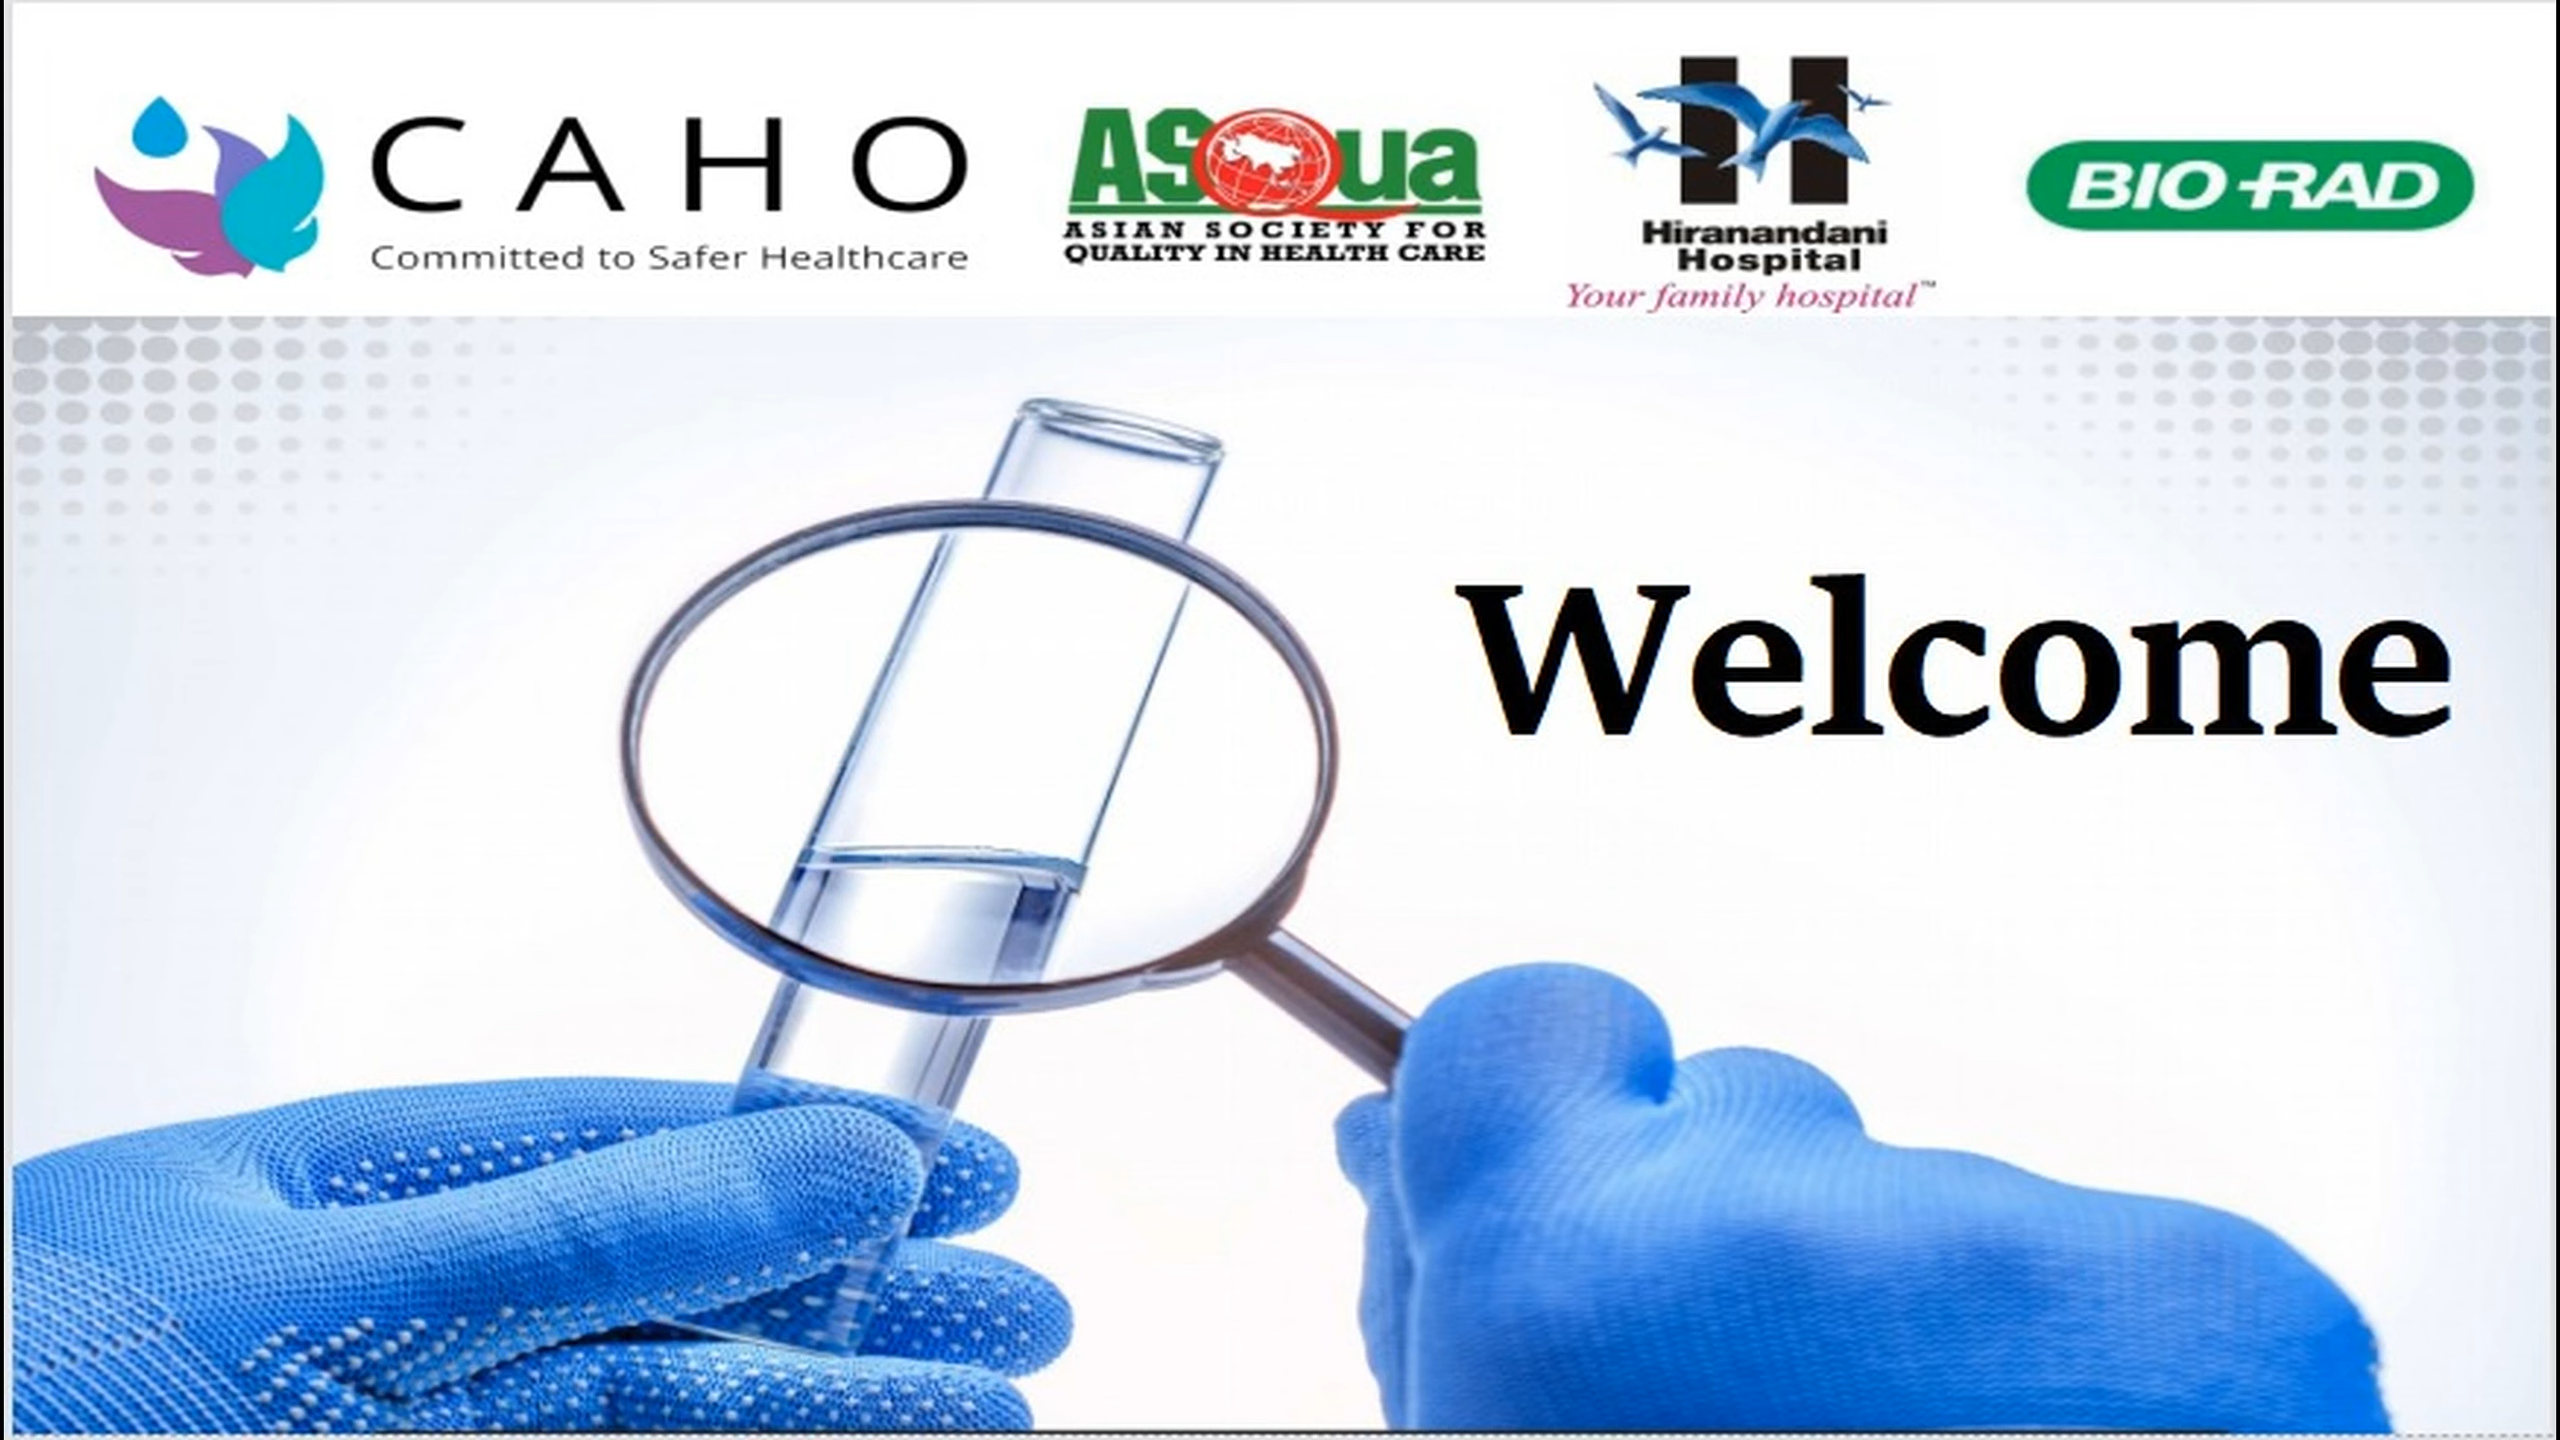 CAHO
Committed to Safer Healthcare
ASQua
ASIAN SOCIETY FOR
QUALITY IN HEALTH CARE
H
Hiranandani
Hospital
Your family hospital™
BIO-RAD
Welcome